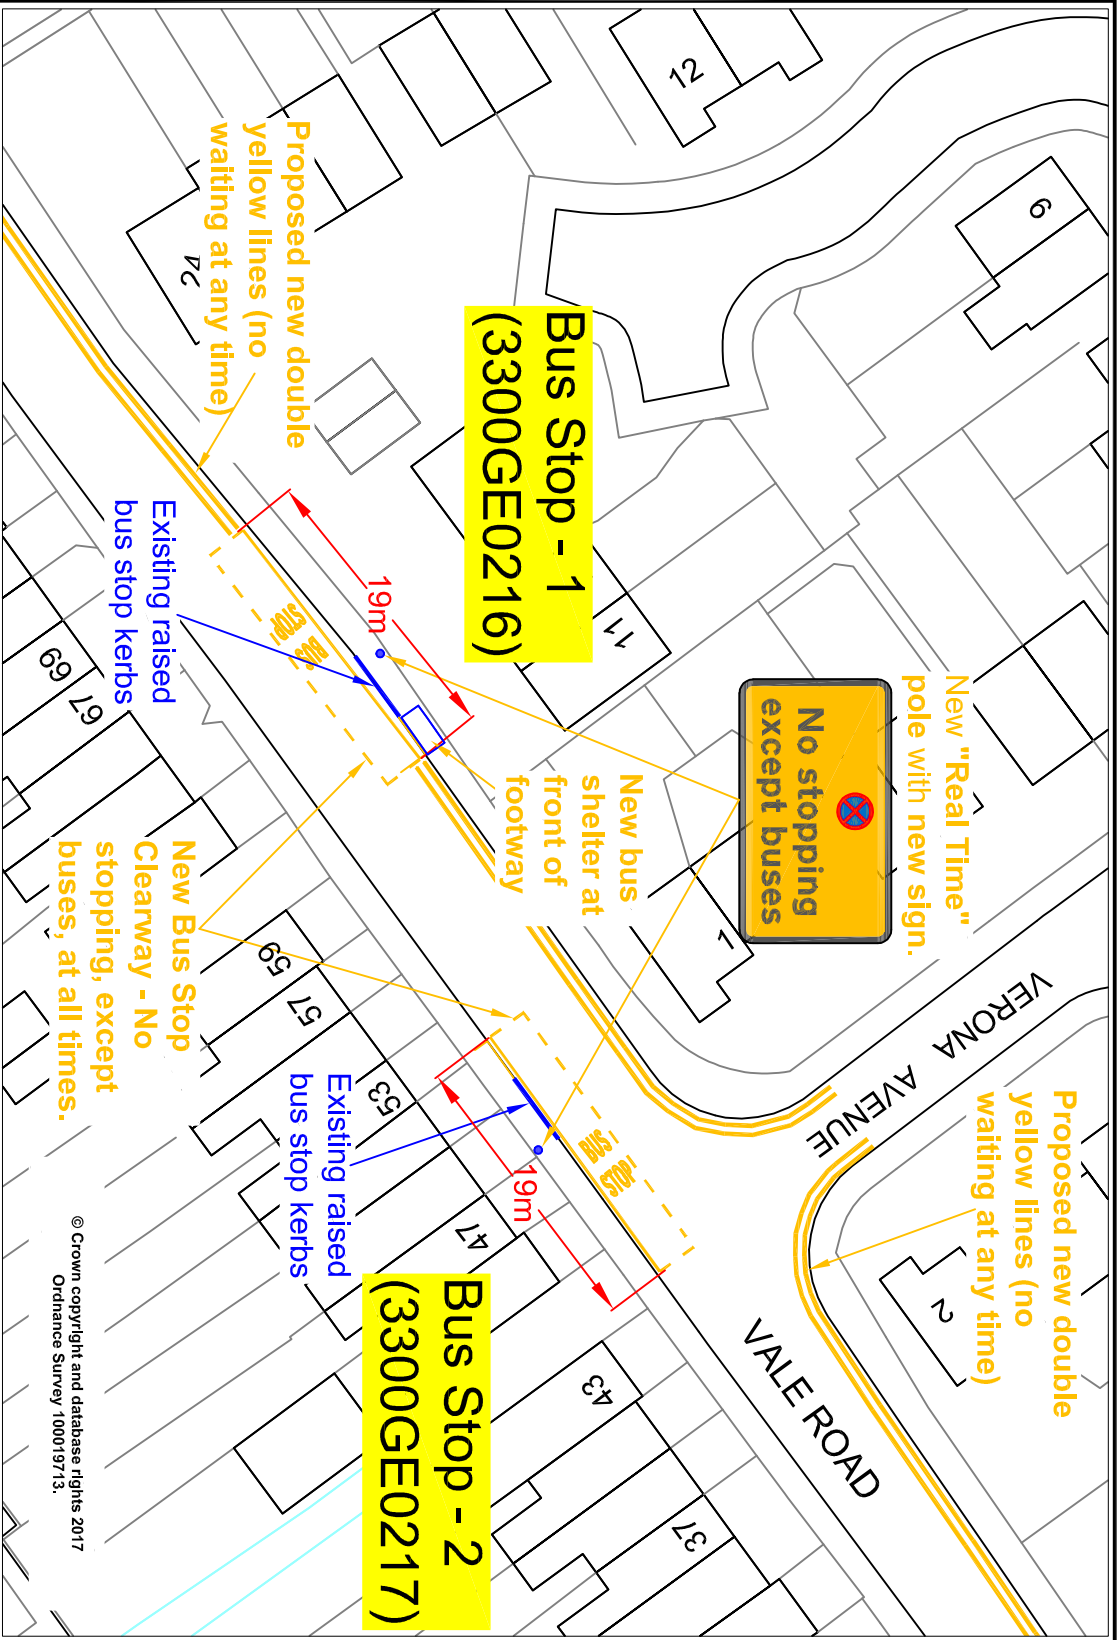 Proposed new double
yellow lines (no
waiting at any time)
Bus Stop - 1
(3300GE0216)
New "Real Time"
pole with new sign.
No stopping
except buses
New bus
shelter at
front of
footway
Existing raised
bus stop kerbs
19m
BUS
STOP
New Bus Stop
Clearway - No
stopping, except
buses, at all times.
Proposed new double
yellow lines (no
waiting at any time)
VERONA AVENUE
VALE ROAD
BUS
STOP
19m
Existing raised
bus stop kerbs
Bus Stop - 2
(3300GE0217)
12
6
11
1
2
69
67
59
57
53
47
43
37
© Crown copyright and database rights 2017
Ordnance Survey 100019713.